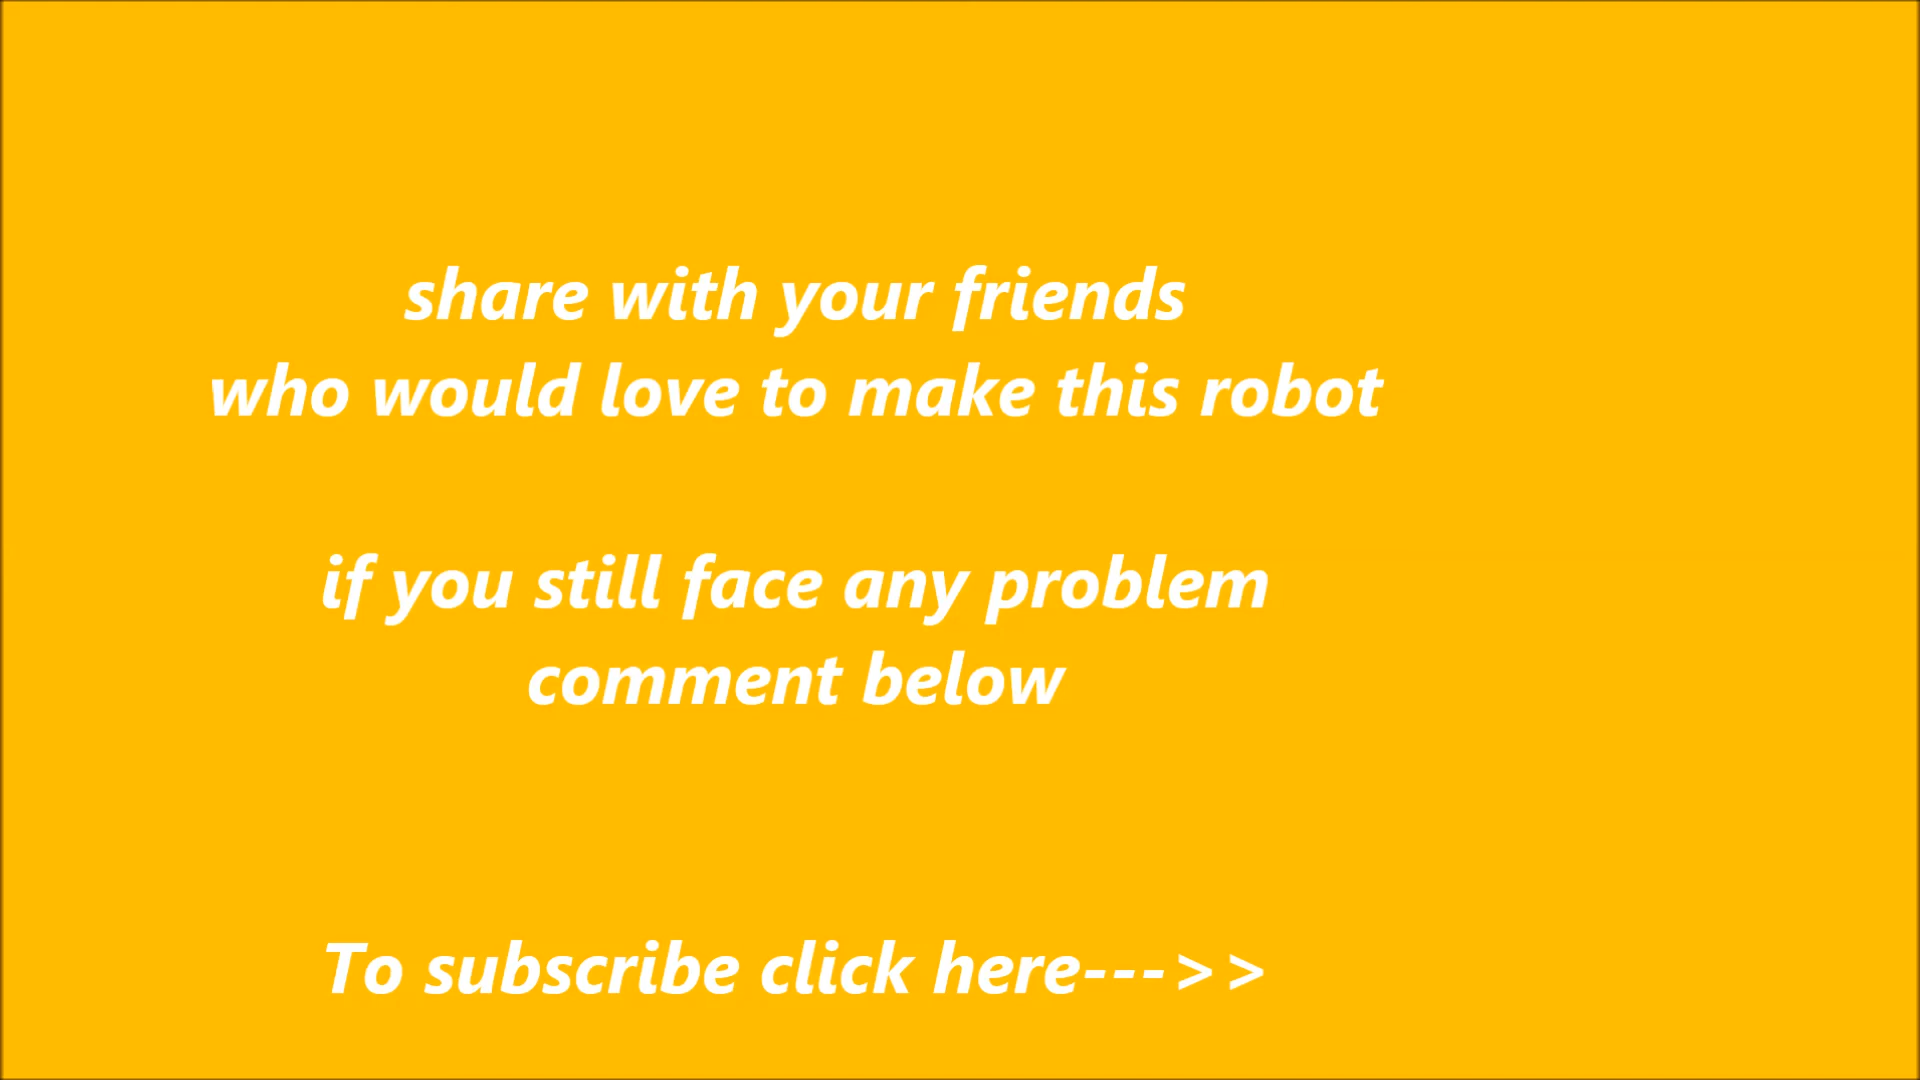 share with your friends
who would love to make this robot
if you still face any problem
comment below
To subscribe click here--->>